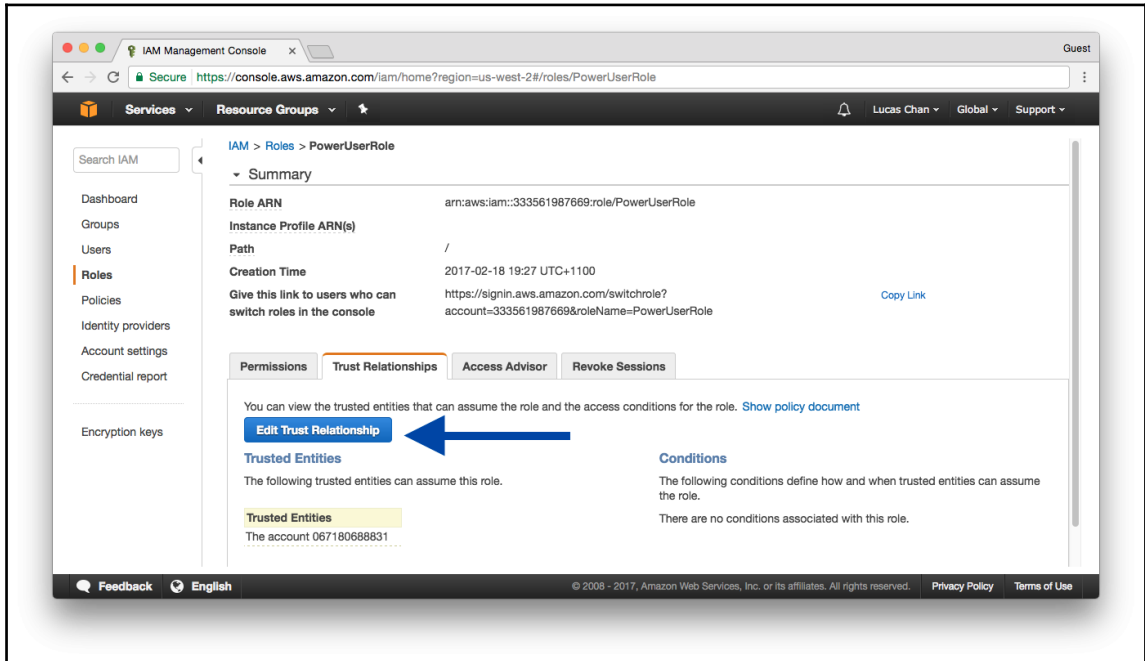 IAM Management Console
Guest
Secure https://console.aws.amazon.com/iam/home?region=us-west-2#/roles/PowerUserRole
Services Resource Groups Lucas Chan Global Support
Search IAM
Dashboard
Groups
Users
Roles
Policies
Identity providers
Account settings
Credential report
Encryption keys
IAM > Roles > PowerUserRole
Summary
Role ARN arn:aws:iam::333561987669:role/PowerUserRole
Instance Profile ARN(s)
Path /
Creation Time 2017-02-18 19:27 UTC+1100
Give this link to users who can https://signin.aws.amazon.com/switchrole? Copy Link
switch roles in the console account=333561987669&roleName=PowerUserRole
Permissions Trust Relationships Access Advisor Revoke Sessions
You can view the trusted entities that can assume the role and the access conditions for the role. Show policy document
Edit Trust Relationship
Trusted Entities
The following trusted entities can assume this role.
Trusted Entities
The account 067180688831
Conditions
The following conditions define how and when trusted entities can assume
the role.
There are no conditions associated with this role.
Feedback English © 2008 - 2017, Amazon Web Services, Inc. or its affiliates. All rights reserved. Privacy Policy Terms of Use